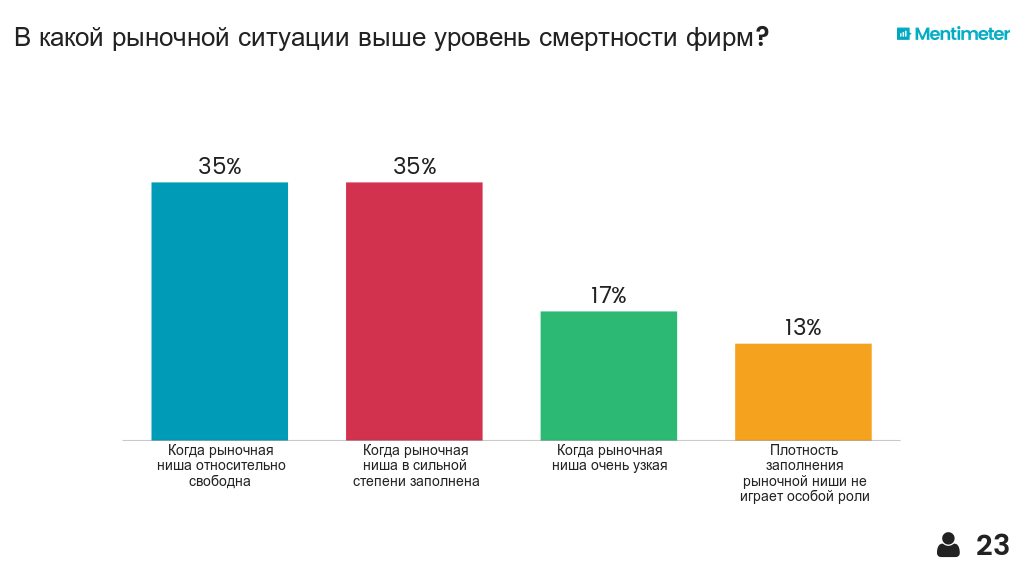 В какой рыночной ситуации выше уровень смертности фирм?
Mentimeter
35%
35%
17%
13%
Когда рыночная
ниша относительно
свободна
Когда рыночная
ниша в сильной
степени заполнена
Когда рыночная
ниша очень узкая
Плотность
заполнения
рыночной ниши не
играет особой роли
23